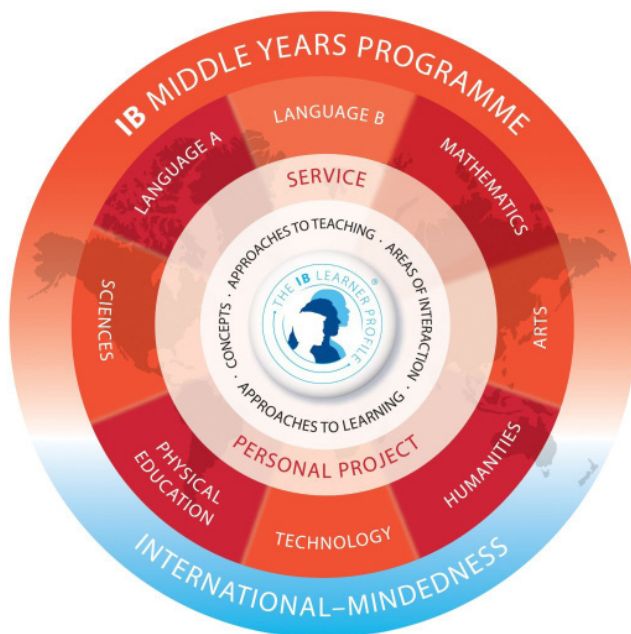 IB MIDDLE YEARS PROGRAMME
LANGUAGE B
LANGUAGE A
MATHEMATICS
SCIENCES
ARTS
PHYSICAL
EDUCATION
TECHNOLOGY
HUMANITIES
SERVICE
PERSONAL PROJECT
APPROACHES TO TEACHING · AREAS OF INTERACTION ·
APPROACHES TO LEARNING · CONCEPTS ·
THE IB LEARNER PROFILE ®
INTERNATIONAL–MINDEDNESS